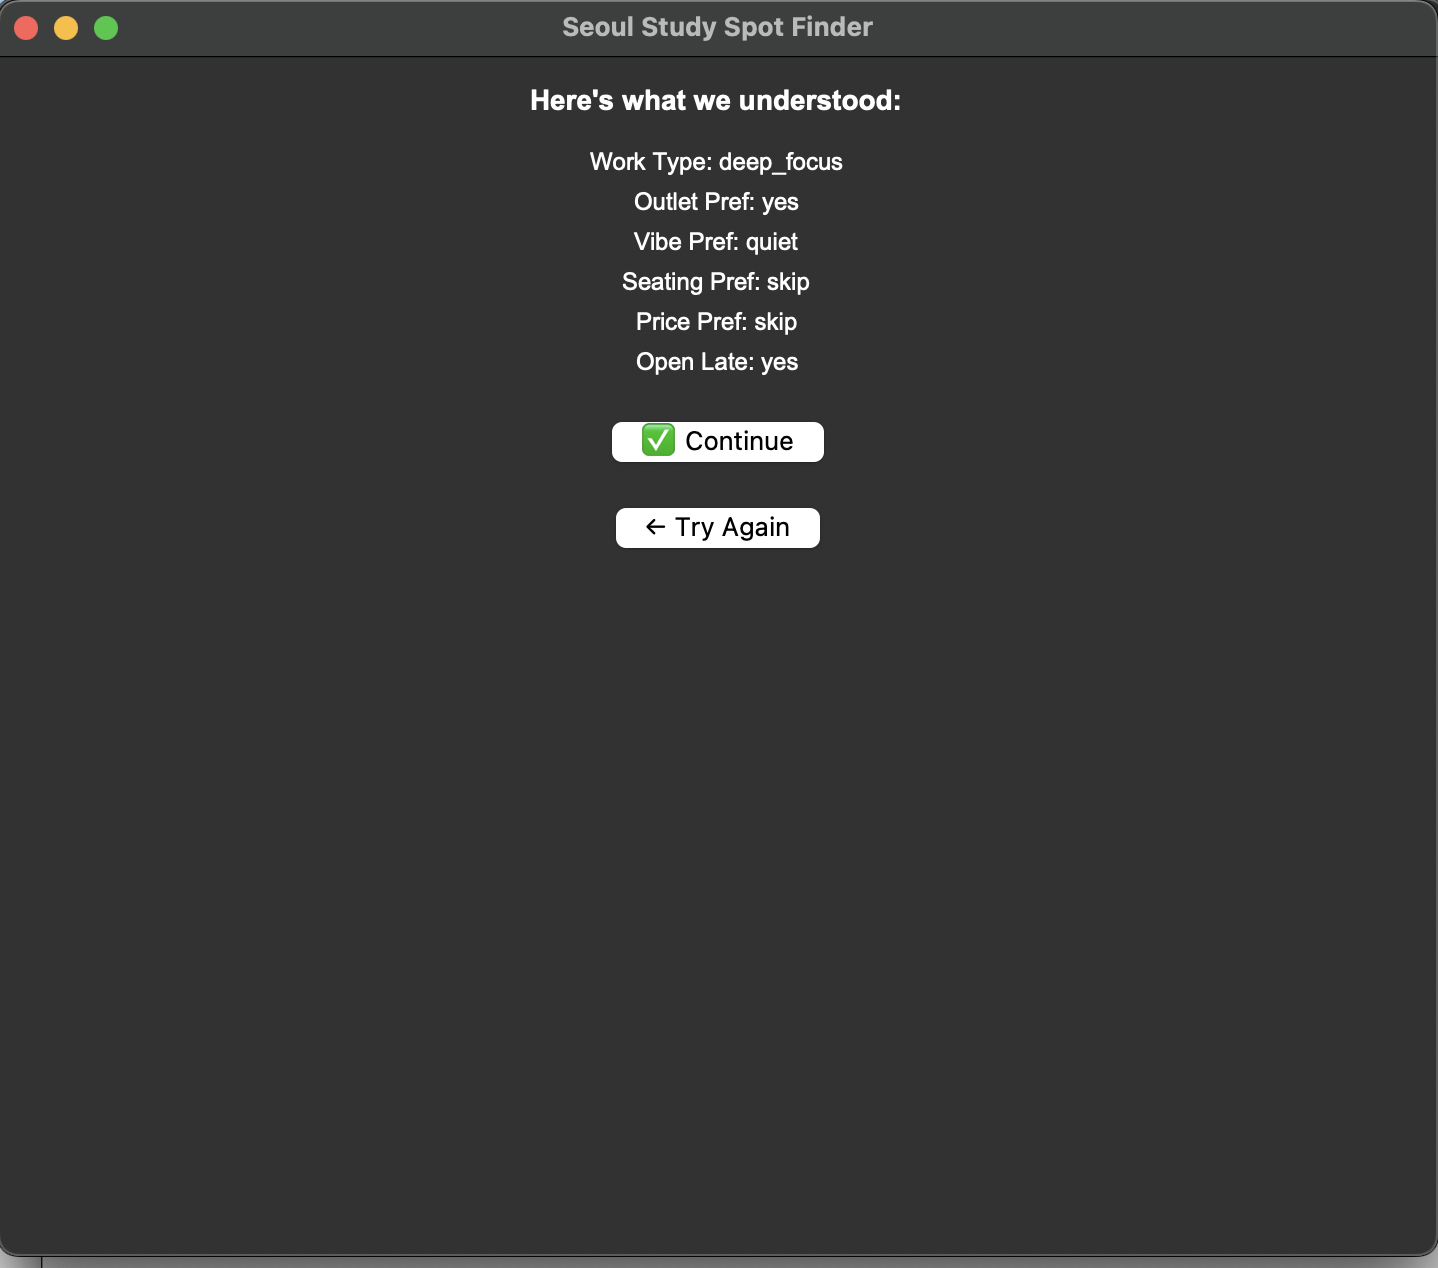 Seoul Study Spot Finder
Here's what we understood:
Work Type: deep_focus
Outlet Pref: yes
Vibe Pref: quiet
Seating Pref: skip
Price Pref: skip
Open Late: yes
✅ Continue
← Try Again